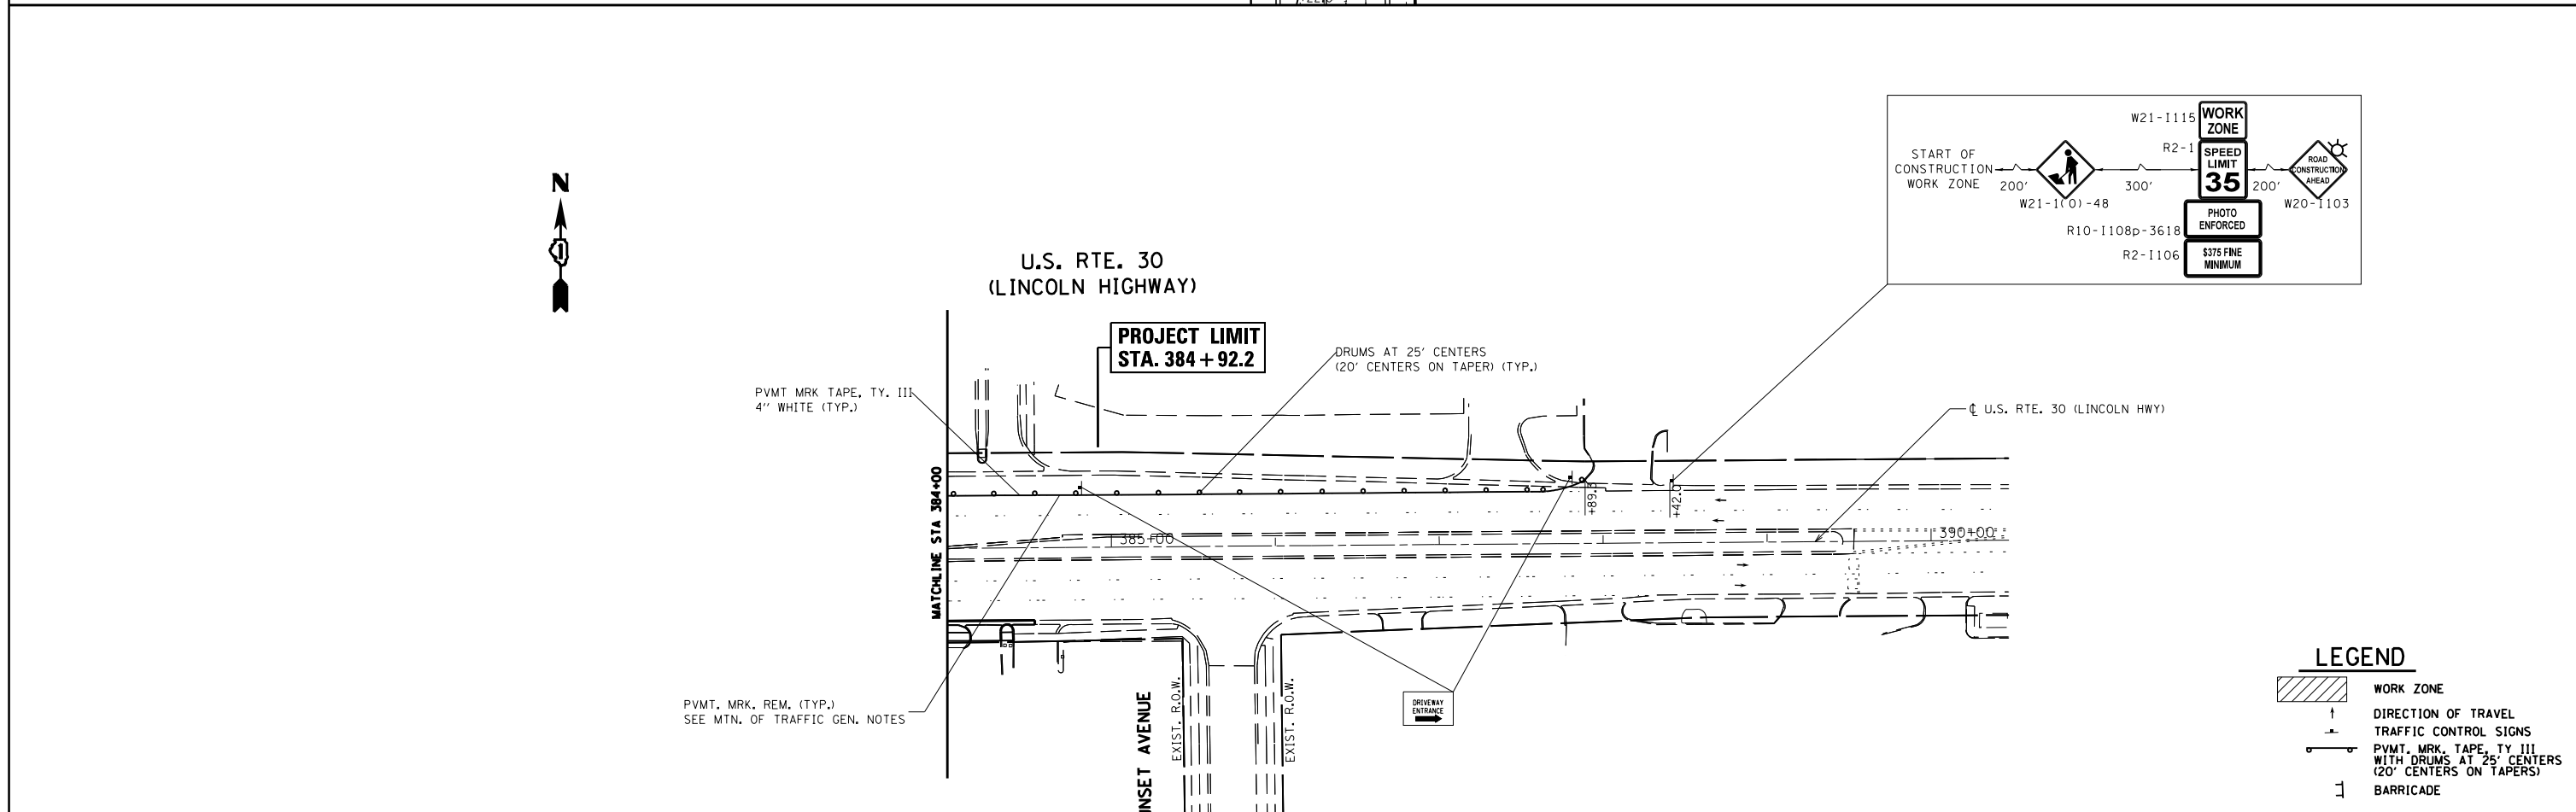 W21-I115
WORK
ZONE
R2-1
SPEED
LIMIT
35
START OF
CONSTRUCTION
WORK ZONE
200'
300'
200'
ROAD
CONSTRUCTION
AHEAD
W21-1(O)-48
W20-I103
PHOTO
ENFORCED
R10-I108p-3618
R2-I106
$375 FINE
MINIMUM
N
U.S. RTE. 30
(LINCOLN HIGHWAY)
PROJECT LIMIT
STA. 384+92.2
DRUMS AT 25' CENTERS
(20' CENTERS ON TAPER) (TYP.)
PVMT MRK TAPE, TY. III
4'' WHITE (TYP.)
℄ U.S. RTE. 30 (LINCOLN HWY)
MATCHLINE STA 384+00
+42.0
385+00
390+00
PVMT. MRK. REM. (TYP.)
SEE MTN. OF TRAFFIC GEN. NOTES
EXIST. R.O.W.
EXIST. R.O.W.
NSET AVENUE
DRIVEWAY
ENTRANCE
LEGEND
WORK ZONE
DIRECTION OF TRAVEL
TRAFFIC CONTROL SIGNS
PVMT. MRK. TAPE, TY III
WITH DRUMS AT 25' CENTERS
(20' CENTERS ON TAPERS)
BARRICADE